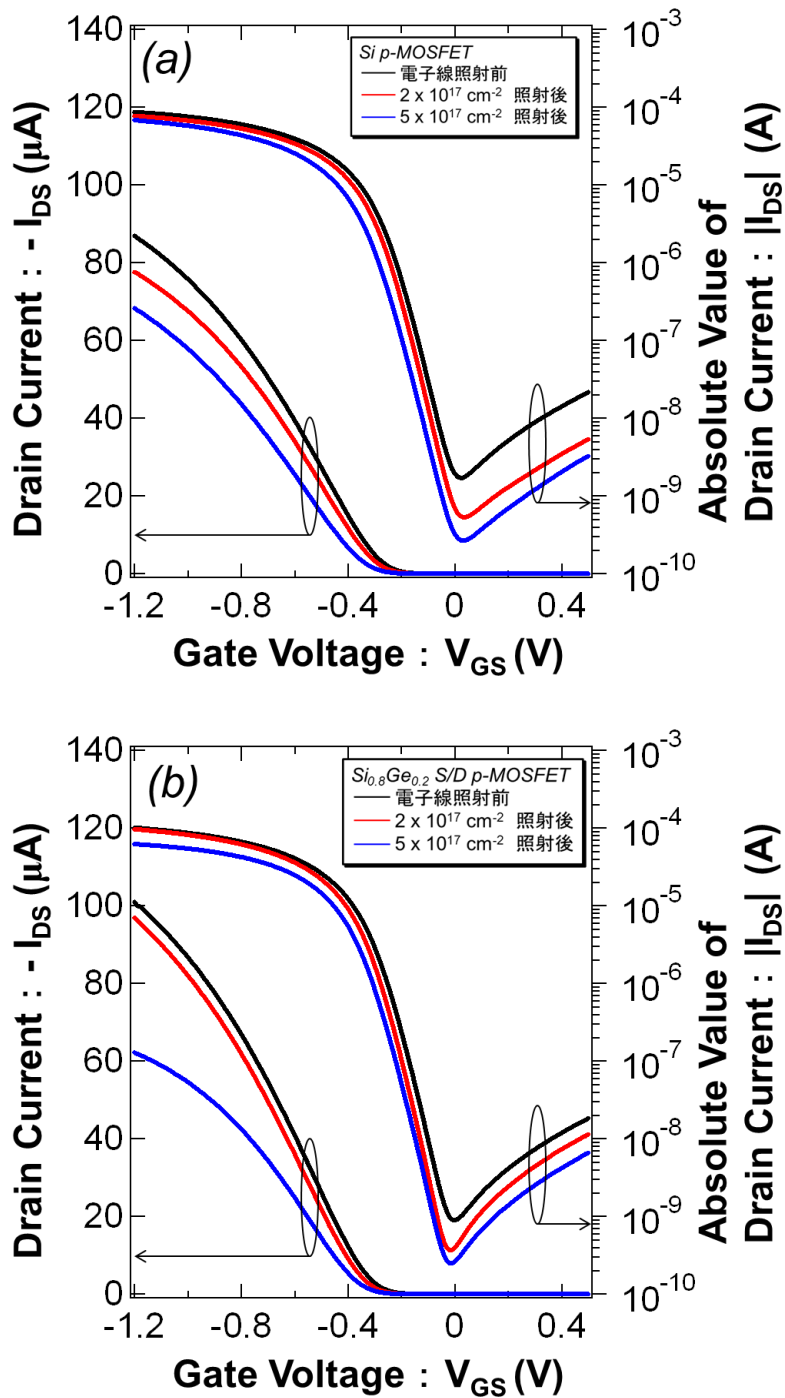 (a)
Si p-MOSFET
電子線照射前
2 x 10¹⁷ cm⁻² 照射後
5 x 10¹⁷ cm⁻² 照射後
140
120
100
80
60
40
20
0
Drain Current : - I_DS (μA)
10⁻³
10⁻⁴
10⁻⁵
10⁻⁶
10⁻⁷
10⁻⁸
10⁻⁹
10⁻¹⁰
Absolute Value of
Drain Current : |I_DS| (A)
-1.2 -0.8 -0.4 0 0.4
Gate Voltage : V_GS (V)
(b)
Si₀.₈Ge₀.₂ S/D p-MOSFET
電子線照射前
2 x 10¹⁷ cm⁻² 照射後
5 x 10¹⁷ cm⁻² 照射後
140
120
100
80
60
40
20
0
Drain Current : - I_DS (μA)
10⁻³
10⁻⁴
10⁻⁵
10⁻⁶
10⁻⁷
10⁻⁸
10⁻⁹
10⁻¹⁰
Absolute Value of
Drain Current : |I_DS| (A)
-1.2 -0.8 -0.4 0 0.4
Gate Voltage : V_GS (V)